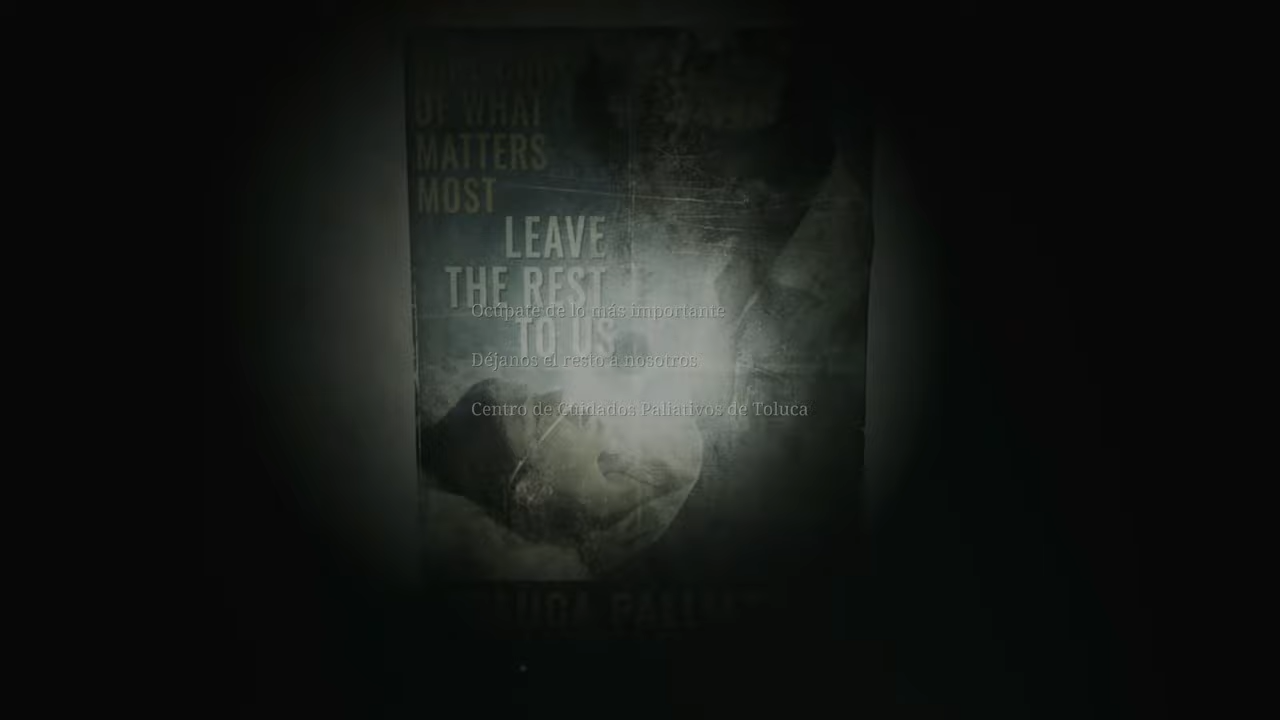 OF WHAT
MATTERS
MOST
LEAVE
THE REST
TO US
Ocúpate de lo más importante
Déjanos el resto a nosotros
Centro de Cuidados Paliativos de Toluca